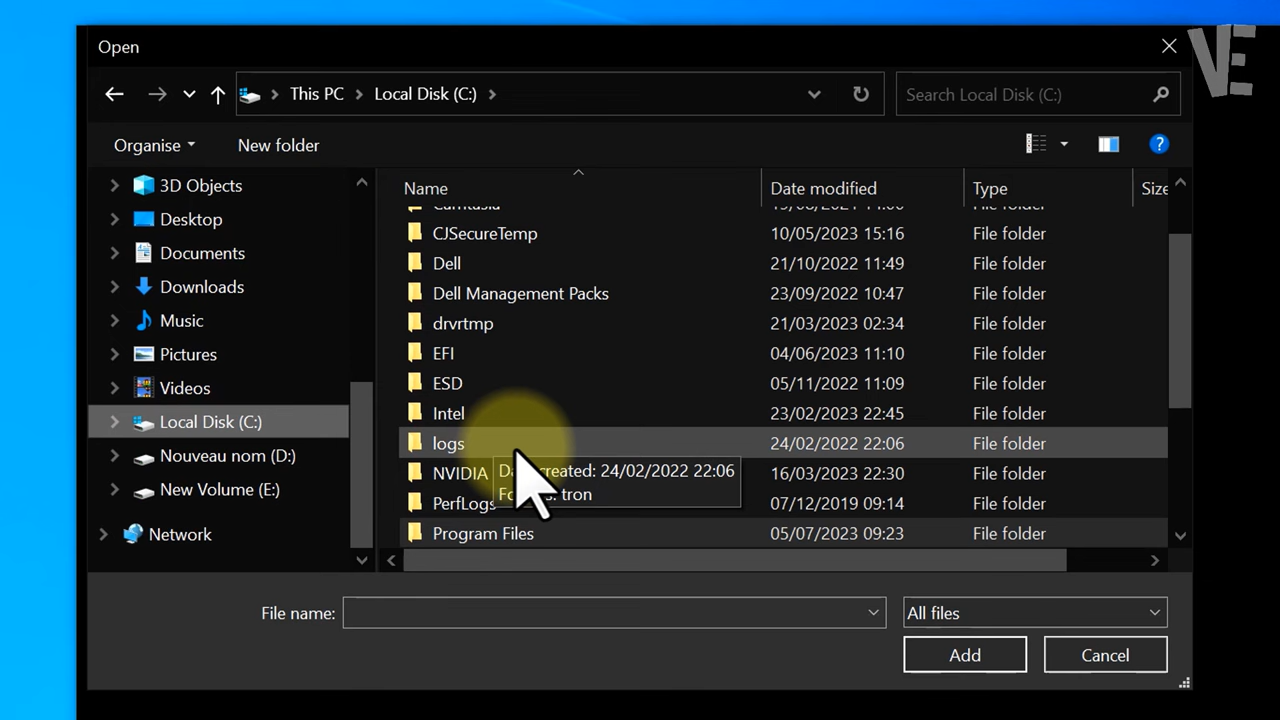 Open
VE
This PC > Local Disk (C:) >
Search Local Disk (C:)
Organise
New folder
Name Date modified Type Size
3D Objects
Desktop
Documents
Downloads
Music
Pictures
Videos
Local Disk (C:)
Nouveau nom (D:)
New Volume (E:)
Network
Camtasia File folder
CJSecureTemp 10/05/2023 15:16 File folder
Dell 21/10/2022 11:49 File folder
Dell Management Packs 23/09/2022 10:47 File folder
drvrtmp 21/03/2023 02:34 File folder
EFI 04/06/2023 11:10 File folder
ESD 05/11/2022 11:09 File folder
Intel 23/02/2023 22:45 File folder
logs 24/02/2022 22:06 File folder
NVIDIA 16/03/2023 22:30 File folder
PerfLogs 07/12/2019 09:14 File folder
Program Files 05/07/2023 09:23 File folder
created: 24/02/2022 22:06
tron
File name:
All files
Add
Cancel